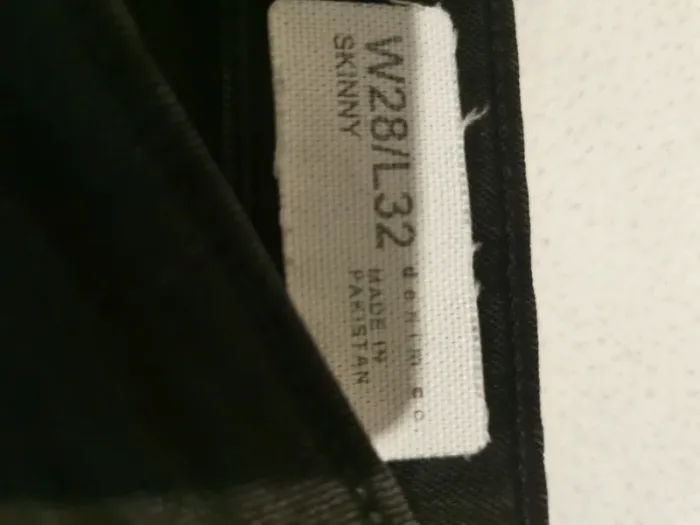 denim co.
W28/L32
SKINNY
MADE IN
PAKISTAN